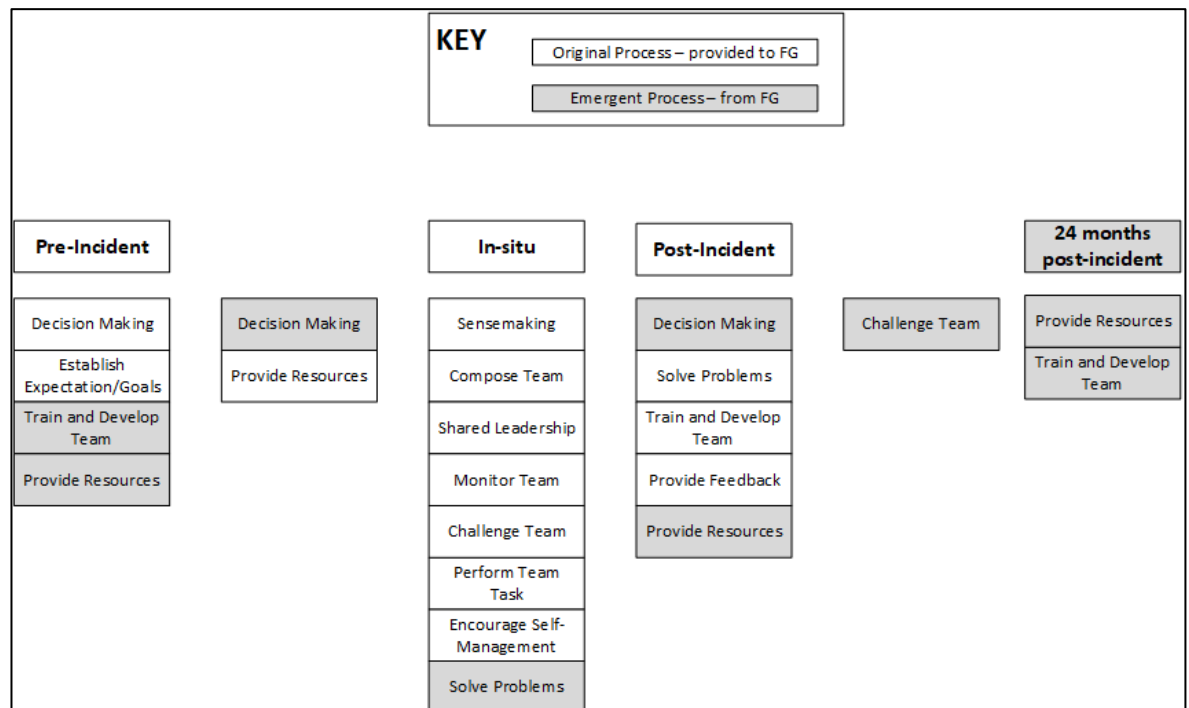 KEY
Original Process – provided to FG
Emergent Process – from FG
Pre-Incident
In-situ
Post-Incident
24 months
post-incident
Decision Making
Establish
Expectation/Goals
Train and Develop
Team
Provide Resources
Decision Making
Provide Resources
Sensemaking
Compose Team
Shared Leadership
Monitor Team
Challenge Team
Perform Team
Task
Encourage Self-
Management
Solve Problems
Decision Making
Solve Problems
Train and Develop
Team
Provide Feedback
Provide Resources
Challenge Team
Provide Resources
Train and Develop
Team